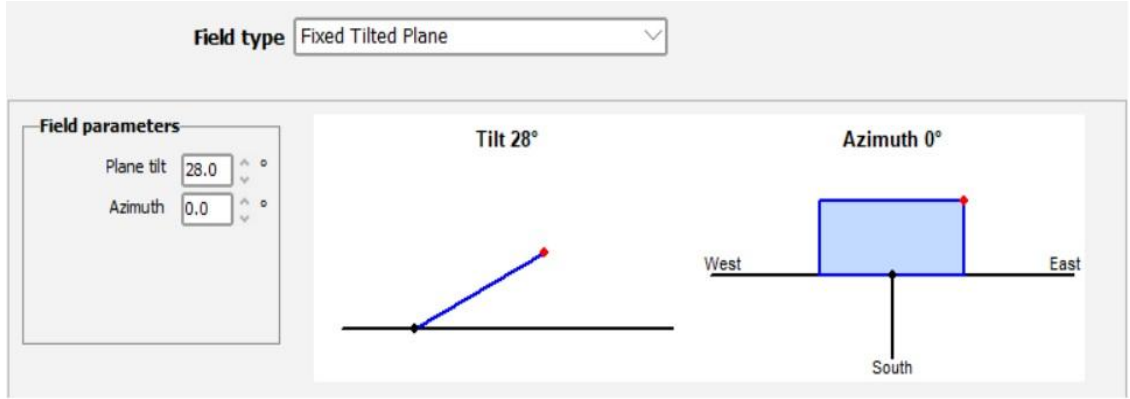 Field type Fixed Tilted Plane
Field parameters
Plane tilt 28.0 °
Azimuth 0.0 °
Tilt 28°
Azimuth 0°
West
East
South